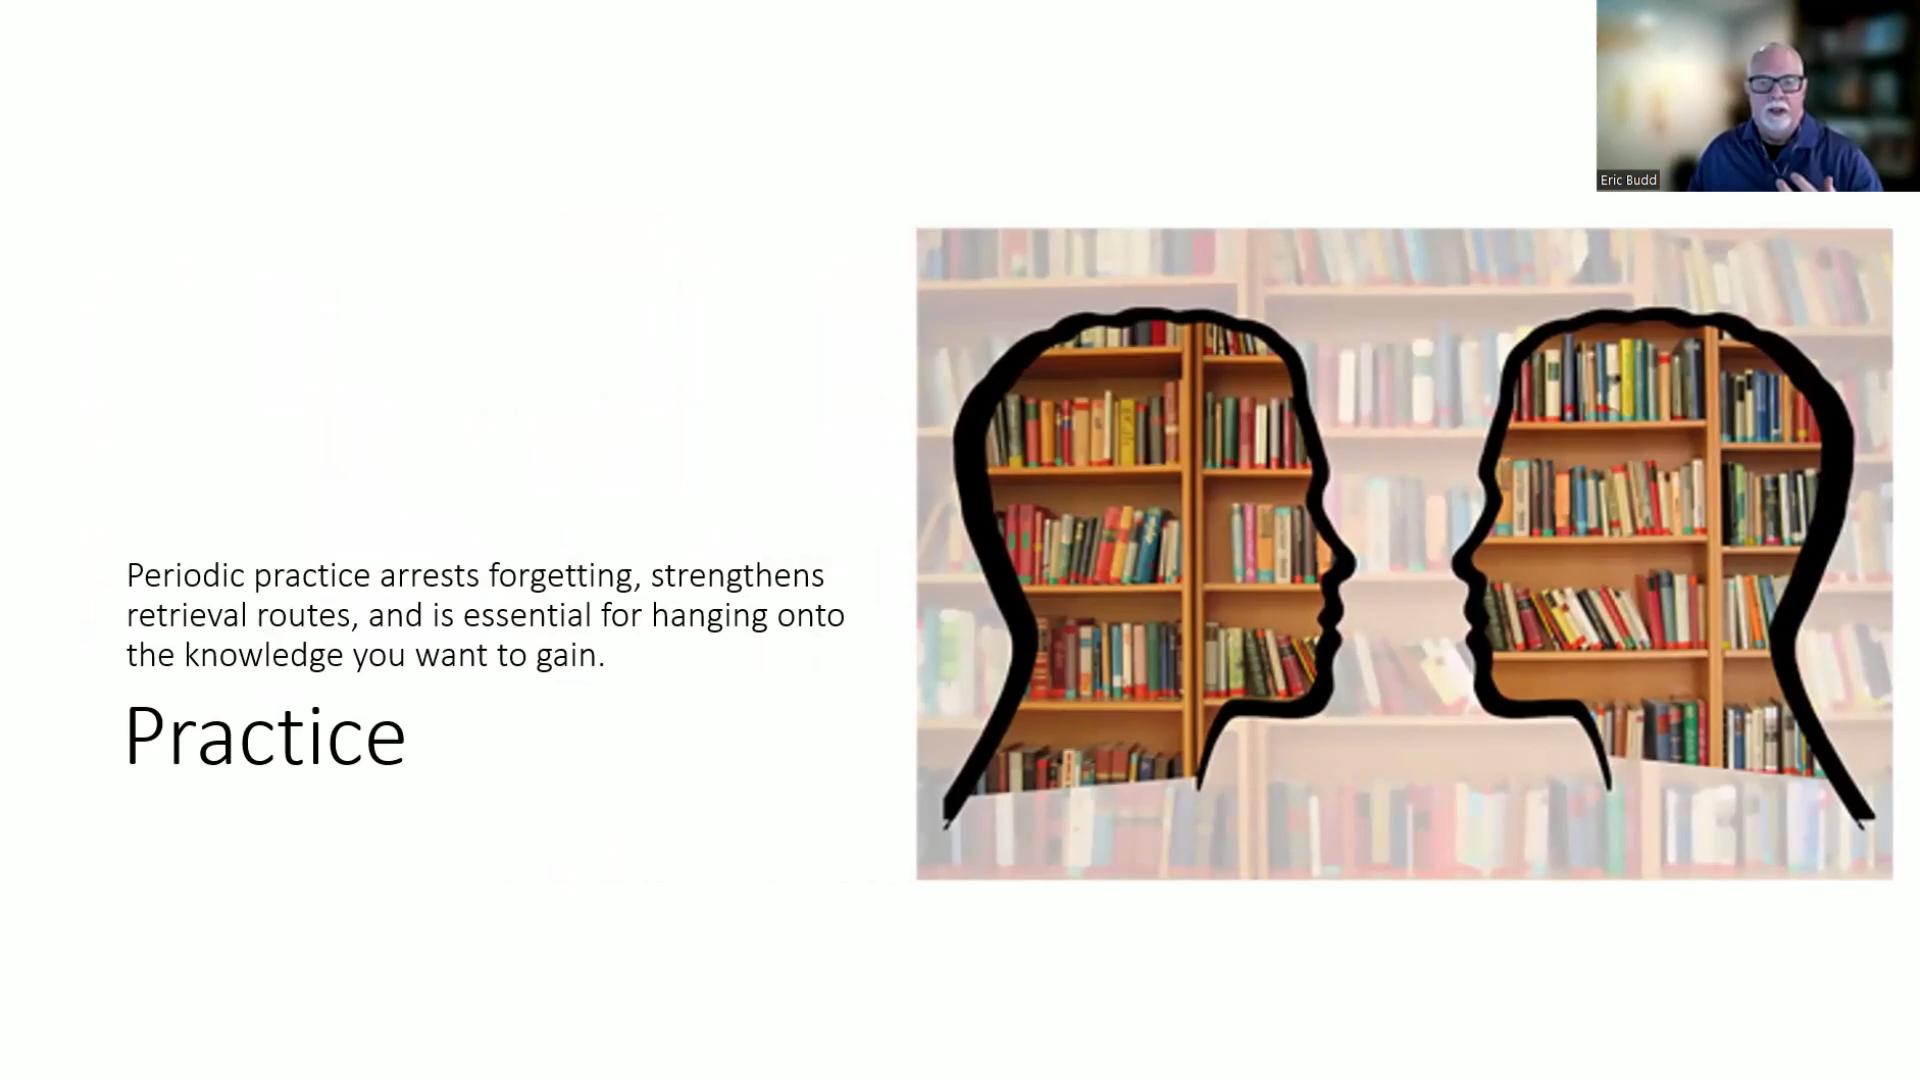 Eric Budd
Periodic practice arrests forgetting, strengthens
retrieval routes, and is essential for hanging onto
the knowledge you want to gain.
Practice